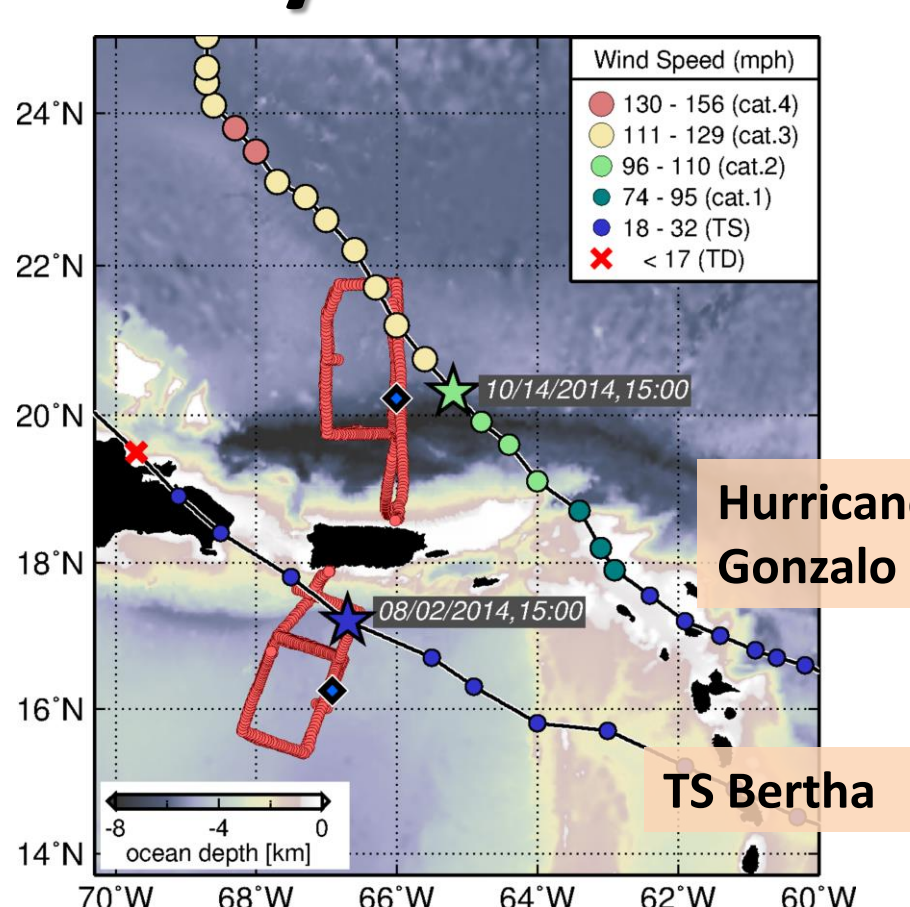 Wind Speed (mph)
130 - 156 (cat.4)
111 - 129 (cat.3)
96 - 110 (cat.2)
74 - 95 (cat.1)
18 - 32 (TS)
< 17 (TD)
24°N
22°N
20°N
18°N
16°N
14°N
10/14/2014,15:00
Hurrican
Gonzalo
08/02/2014,15:00
TS Bertha
-8 -4 0
ocean depth [km]
70°W 68°W 66°W 64°W 62°W 60°W